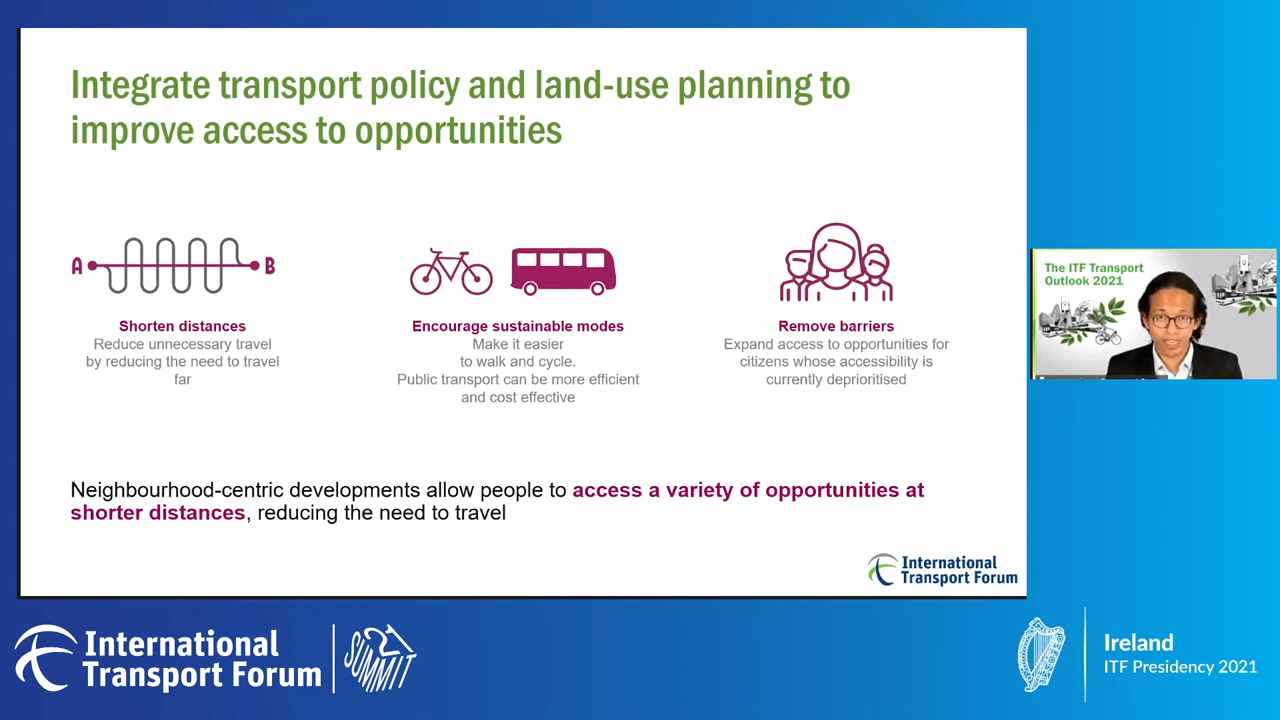 Integrate transport policy and land-use planning to
improve access to opportunities
A
B
Shorten distances
Reduce unnecessary travel
by reducing the need to travel
far
Encourage sustainable modes
Make it easier
to walk and cycle.
Public transport can be more efficient
and cost effective
Remove barriers
Expand access to opportunities for
citizens whose accessibility is
currently deprioritised
Neighbourhood-centric developments allow people to access a variety of opportunities at
shorter distances, reducing the need to travel
International
Transport Forum
The ITF Transport
Outlook 2021
International
Transport Forum
SUMMIT
Ireland
ITF Presidency 2021